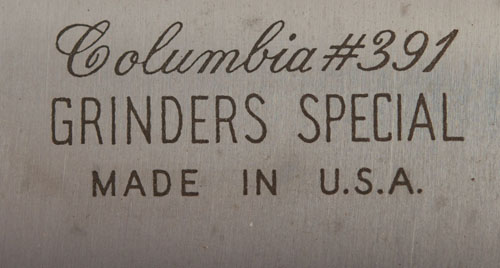 Columbia #391
GRINDERS SPECIAL
MADE IN U.S.A.